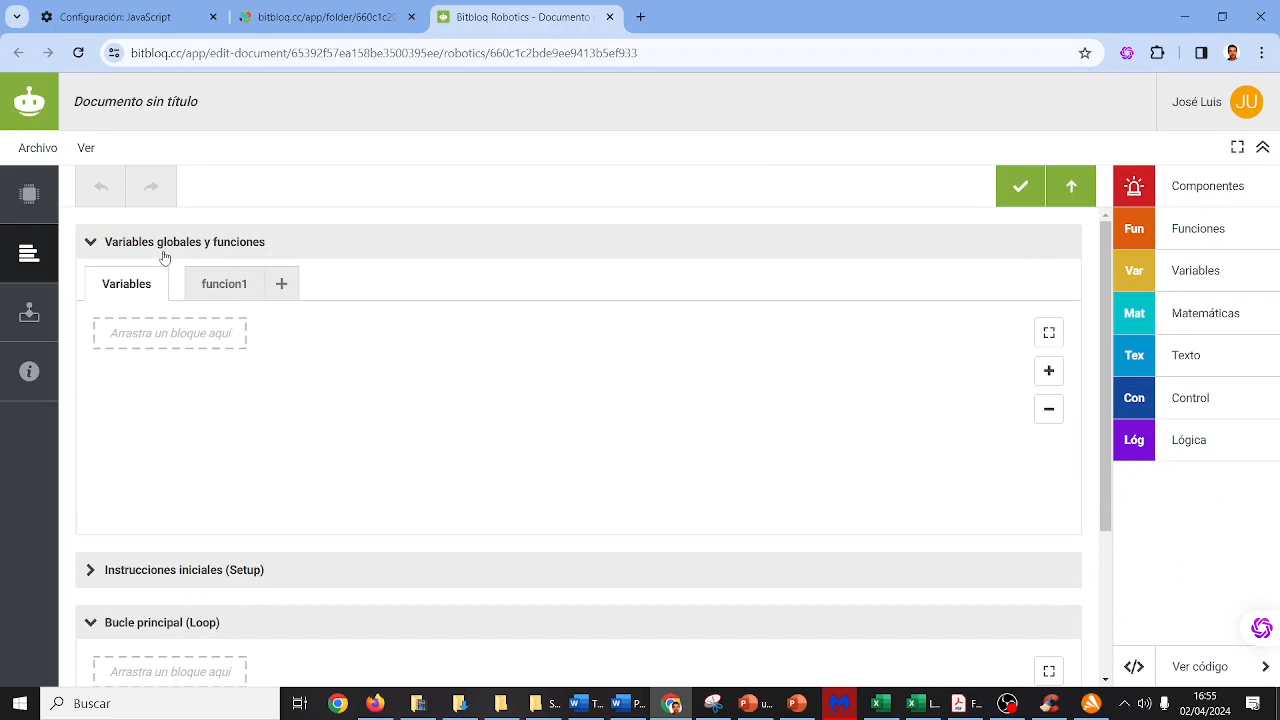 Configuración: JavaScript
bitbloq.cc/app/folder/660c1c2
Bitbloq Robotics - Documento
bitbloq.cc/app/edit-document/65392f57ea158be3500395ee/robotics/660c1c2bde9ee9413b5ef933
Documento sin título
José Luis JU
Archivo Ver
Componentes
Variables globales y funciones
Fun Funciones
Variables funcion1 +
Var Variables
Arrastra un bloque aquí
Mat Matemáticas
Tex Texto
Con Control
Lóg Lógica
Instrucciones iniciales (Setup)
Bucle principal (Loop)
Arrastra un bloque aquí
</> Ver código
Buscar
S...
T...
P...
u...
L...
F...
16:55
02/04/2024